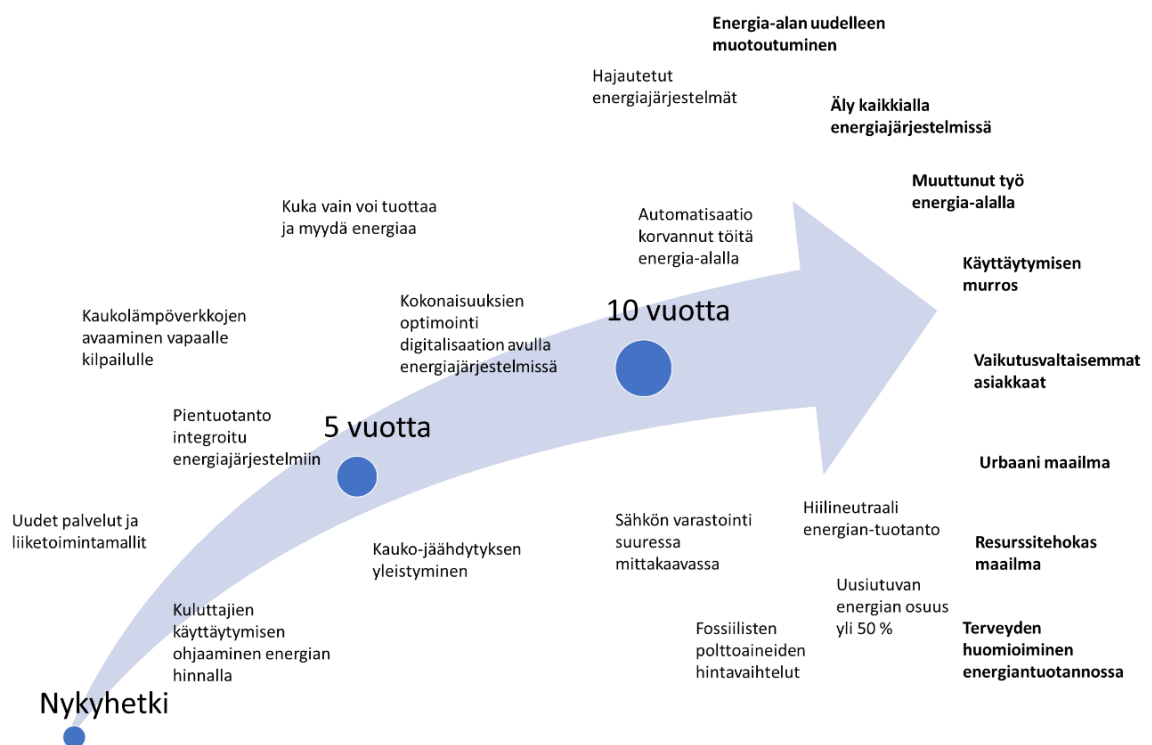 Energia-alan uudelleen
muotoutuminen
Hajautetut
energiajärjestelmät
Äly kaikkialla
energiajärjestelmissä
Muuttunut työ
energia-alalla
Kuka vain voi tuottaa
ja myydä energiaa
Automatisaatio
korvannut töitä
energia-alalla
Käyttäytymisen
murros
Kaukolämpöverkkojen
avaaminen vapaalle
kilpailulle
Kokonaisuuksien
optimointi
digitalisaation avulla
energiajärjestelmissä
10 vuotta
Vaikutusvaltaisemmat
asiakkaat
Pientuotanto
integroitu
energiajärjestelmiin
5 vuotta
Urbaani maailma
Uudet palvelut ja
liiketoimintamallit
Kauko-jäähdytyksen
yleistyminen
Sähkön varastointi
suuressa
mittakaavassa
Hiilineutraali
energian-tuotanto
Resurssitehokas
maailma
Kuluttajien
käyttäytymisen
ohjaaminen energian
hinnalla
Fossiilisten
polttoaineiden
hintavaihtelut
Uusiutuvan
energian osuus
yli 50 %
Terveyden
huomioiminen
energiantuotannossa
Nykyhetki